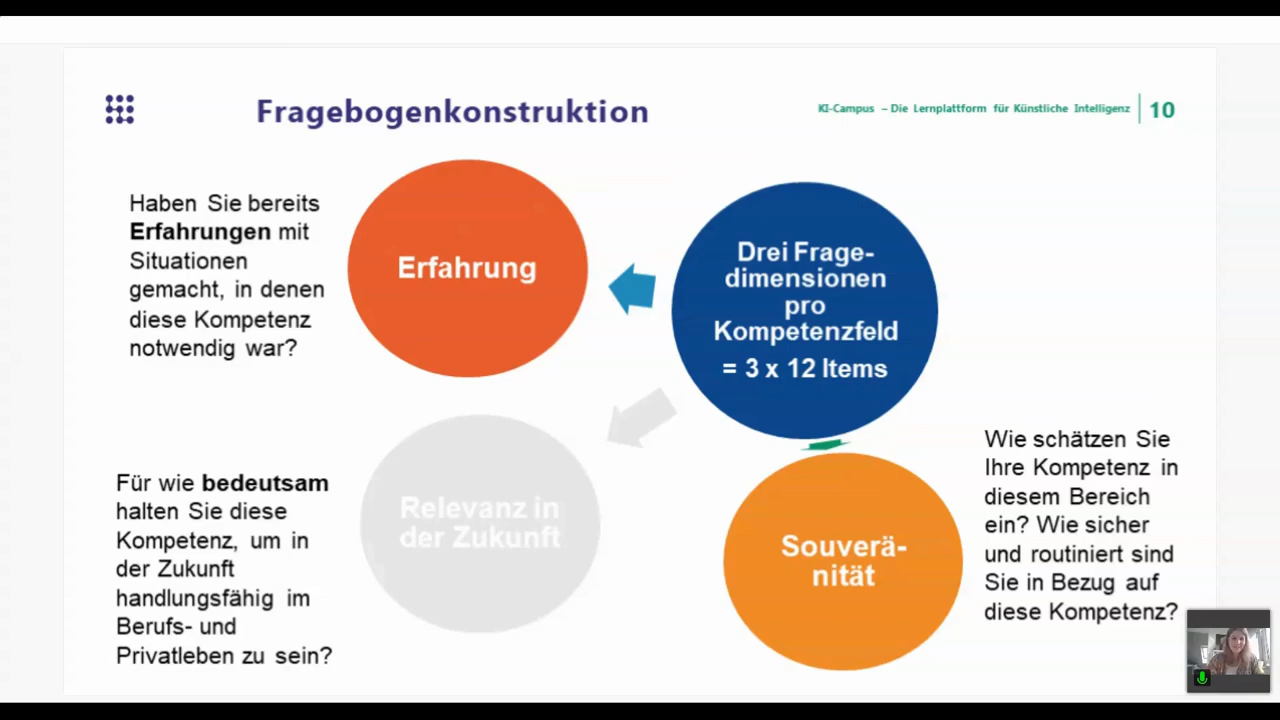 Fragebogenkonstruktion
KI-Campus – Die Lernplattform für Künstliche Intelligenz
10
Haben Sie bereits
Erfahrungen mit
Situationen
gemacht, in denen
diese Kompetenz
notwendig war?
Erfahrung
Drei Frage-
dimensionen
pro
Kompetenzfeld
= 3 x 12 Items
Für wie bedeutsam
halten Sie diese
Kompetenz, um in
der Zukunft
handlungsfähig im
Berufs- und
Privatleben zu sein?
Relevanz in
der Zukunft
Souverä-
nität
Wie schätzen Sie
Ihre Kompetenz in
diesem Bereich
ein? Wie sicher
und routiniert sind
Sie in Bezug auf
diese Kompetenz?